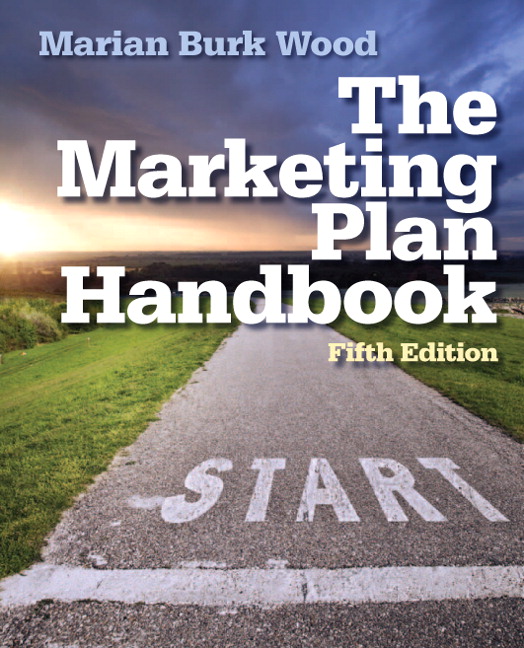 Marian Burk Wood
The
Marketing
Plan
Handbook
Fifth Edition
START